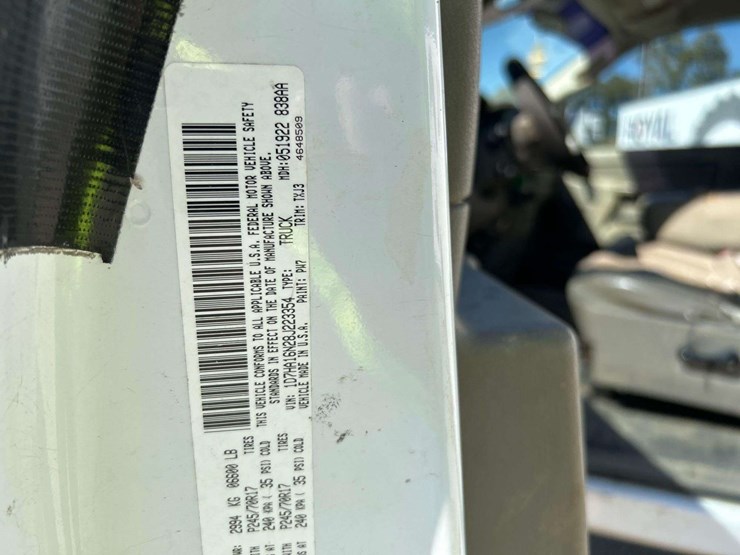 THIS VEHICLE CONFORMS TO ALL APPLICABLE U.S.A. FEDERAL MOTOR VEHICLE SAFETY
STANDARDS IN EFFECT ON THE DATE OF MANUFACTURE SHOWN ABOVE.
VIN: 1D7HA16N28J223354 TYPE: TRUCK MDH:051922 838AA
VEHICLE MADE IN U.S.A. PAINT: PW7 TRIM: TXJ3 4648509
2994 KG 06600 LB
P245/70R17 TIRES
240 KPA ( 35 PSI) COLD
P245/70R17 TIRES
240 KPA ( 35 PSI) COLD